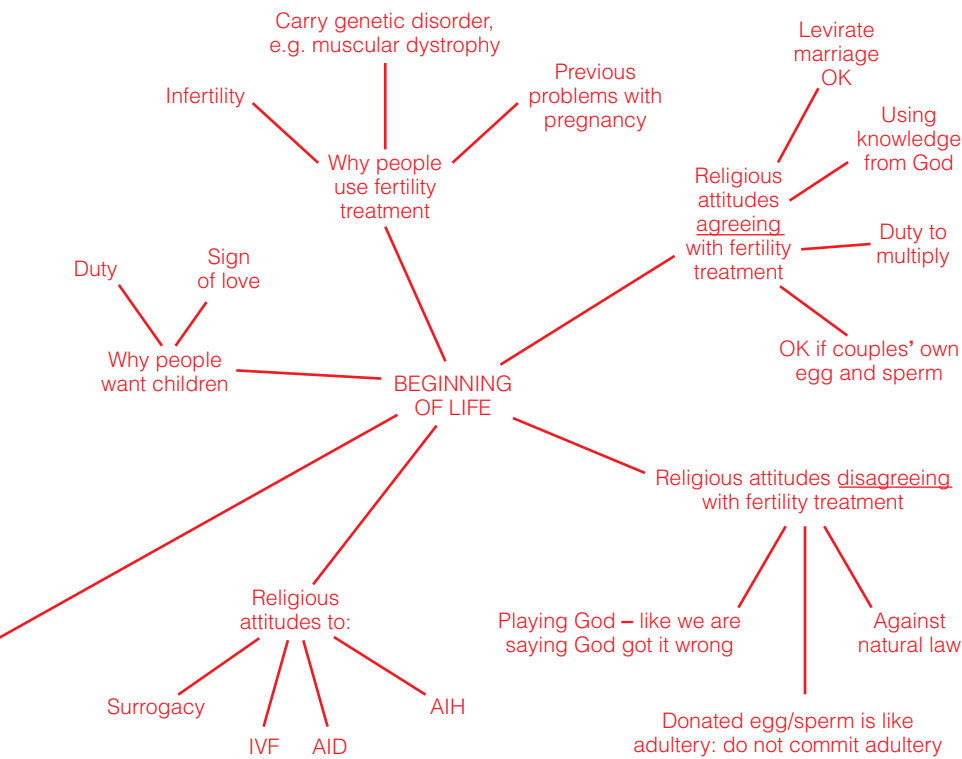 Carry genetic disorder,
e.g. muscular dystrophy
Infertility
Previous
problems with
pregnancy
Why people
use fertility
treatment
Levirate
marriage
OK
Using
knowledge
from God
Religious
attitudes
agreeing
with fertility
treatment
Duty to
multiply
OK if couples' own
egg and sperm
Duty
Sign
of love
Why people
want children
BEGINNING
OF LIFE
Religious attitudes disagreeing
with fertility treatment
Playing God – like we are
saying God got it wrong
Against
natural law
Donated egg/sperm is like
adultery: do not commit adultery
Religious
attitudes to:
Surrogacy
IVF
AID
AIH